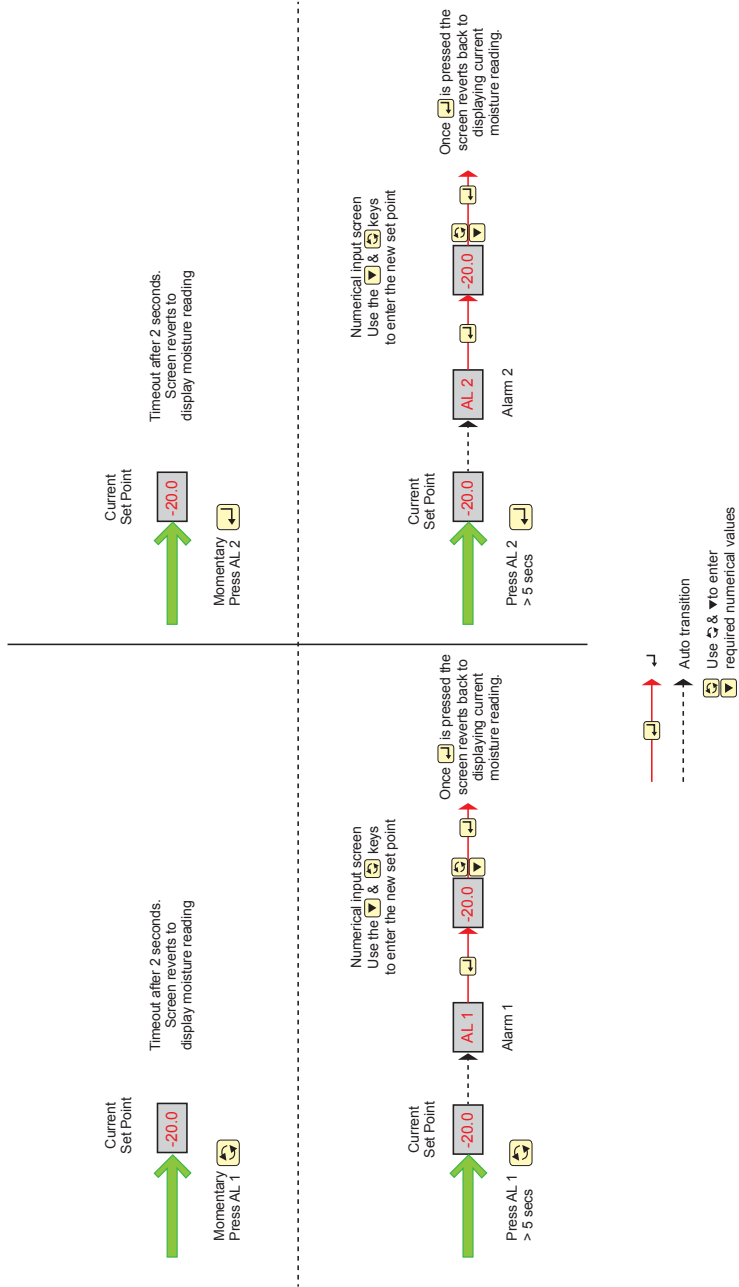 Current
Set Point
-20.0
Momentary
Press AL 1
Timeout after 2 seconds.
Screen reverts to
display moisture reading
Current
Set Point
-20.0
Momentary
Press AL 2 ↵
Timeout after 2 seconds.
Screen reverts to
display moisture reading
Current
Set Point
-20.0
Press AL 1
> 5 secs
AL 1
Alarm 1
Numerical input screen
Use the ▼ & 🗘 keys
to enter the new set point
-20.0
Once ↵ is pressed the
screen reverts back to
displaying current
moisture reading.
Current
Set Point
-20.0
Press AL 2 ↵
> 5 secs
AL 2
Alarm 2
Numerical input screen
Use the ▼ & 🗘 keys
to enter the new set point
-20.0
Once ↵ is pressed the
screen reverts back to
displaying current
moisture reading.
↵
Auto transition
Use 🗘 & ▼to enter
required numerical values